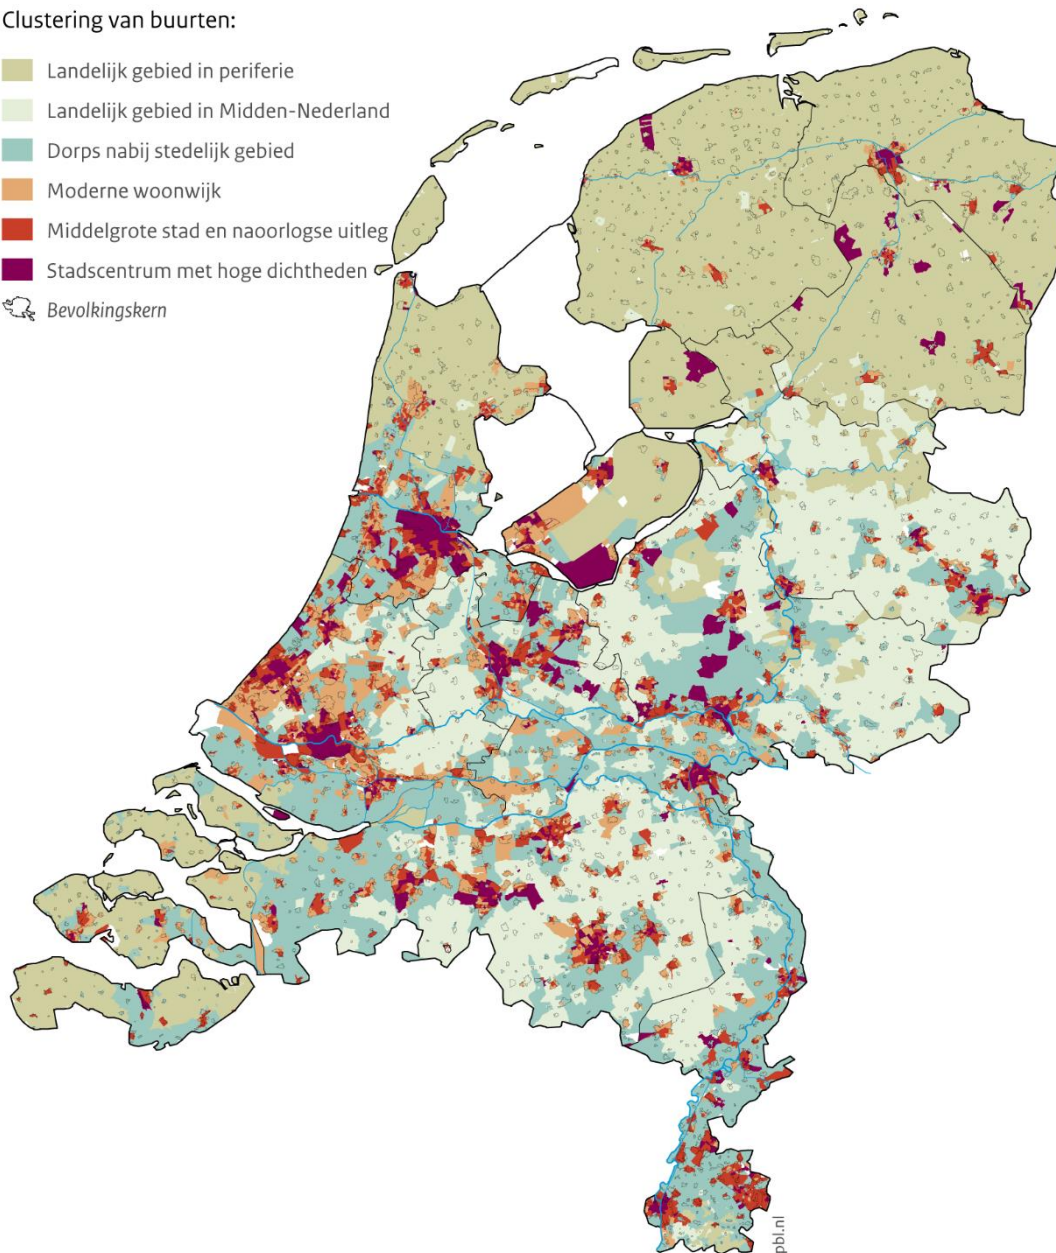 Clustering van buurten:
Landelijk gebied in periferie
Landelijk gebied in Midden-Nederland
Dorps nabij stedelijk gebied
Moderne woonwijk
Middelgrote stad en naoorlogse uitleg
Stadscentrum met hoge dichtheden
Bevolkingskern
pbl.nl